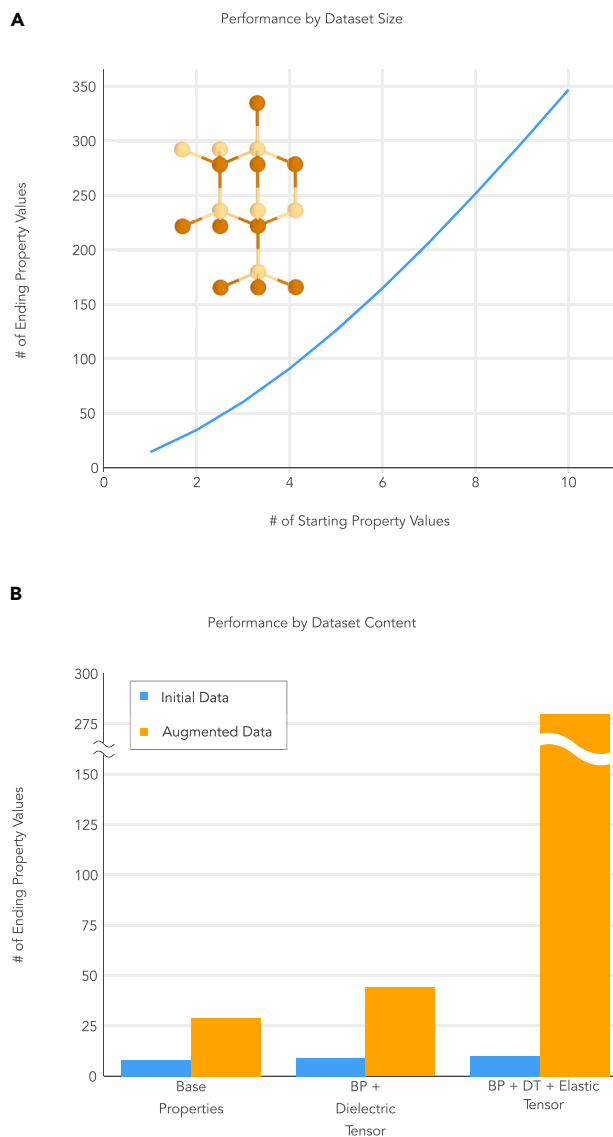 A
Performance by Dataset Size
# of Ending Property Values
350
300
250
200
150
100
50
0
0 2 4 6 8 10
# of Starting Property Values
B
Performance by Dataset Content
# of Ending Property Values
300
275
150
125
100
75
50
25
0
Initial Data
Augmented Data
Base
Properties
BP +
Dielectric
Tensor
BP + DT + Elastic
Tensor